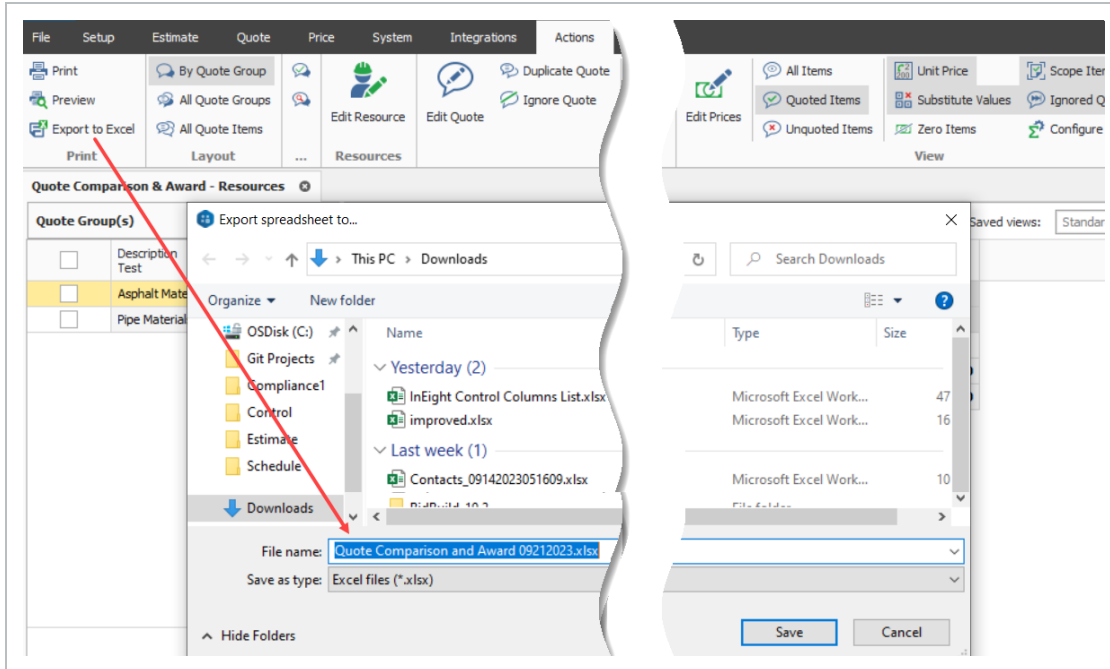 File Setup Estimate Quote Price System Integrations Actions
Print By Quote Group Duplicate Quote All Items Unit Price Scope Iter
Preview All Quote Groups Edit Resource Edit Quote Ignore Quote Edit Prices Quoted Items Substitute Values Ignored Q
Export to Excel All Quote Items Unquoted Items Zero Items Configure
Print Layout ... Resources View
Quote Comparison & Award - Resources
Quote Group(s) Export spreadsheet to... Saved views: Standar
Description
Test
This PC > Downloads Search Downloads
Asphalt Mate Organize New folder ?
Pipe Material OSDisk (C:) Name Type Size
Git Projects Yesterday (2)
Compliance1 InEight Control Columns List.xlsx Microsoft Excel Work... 47
Control improved.xlsx Microsoft Excel Work... 16
Estimate Last week (1)
Schedule Contacts_09142023051609.xlsx Microsoft Excel Work... 10
Downloads
File name: Quote Comparison and Award 09212023.xlsx
Save as type: Excel files (*.xlsx)
Hide Folders Save Cancel